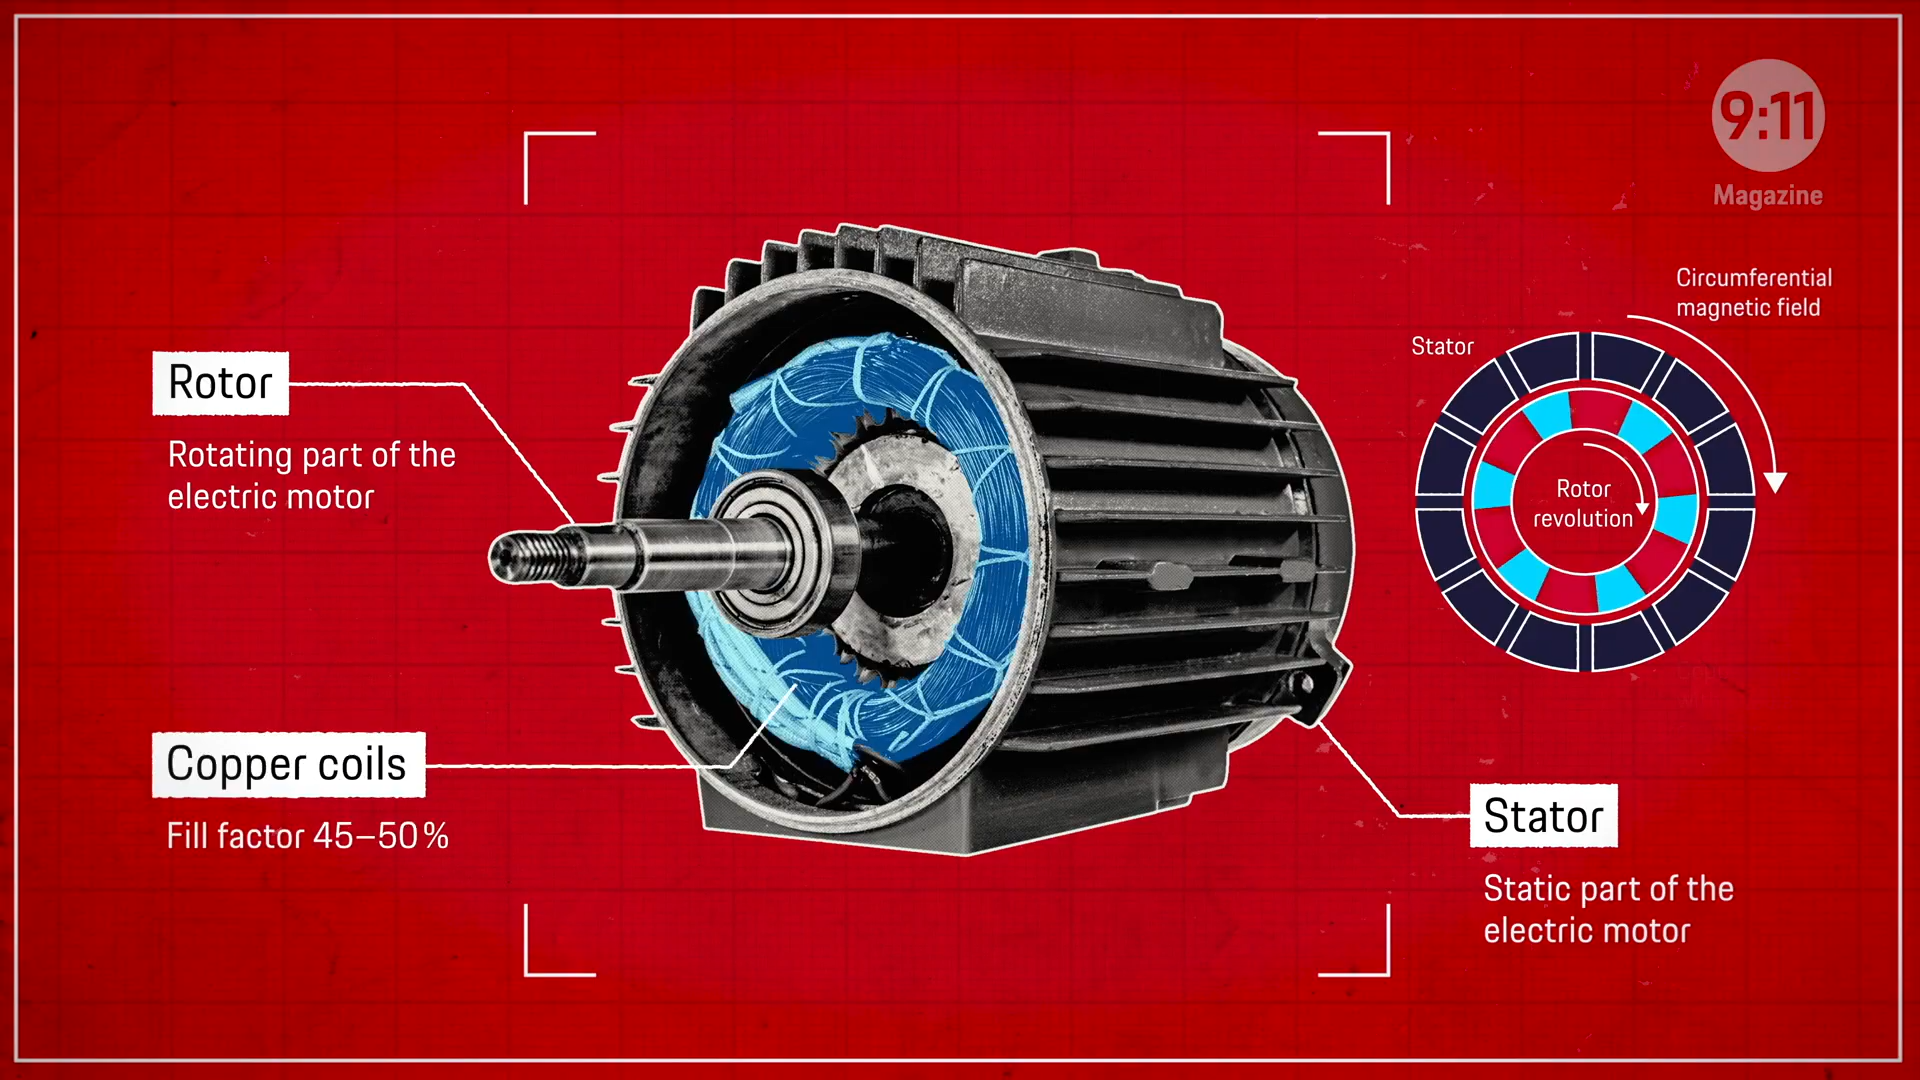 9:11
Magazine
Circumferential
magnetic field
Stator
Rotor
Rotating part of the
electric motor
Rotor
revolution
Copper coils
Fill factor 45–50%
Stator
Static part of the
electric motor